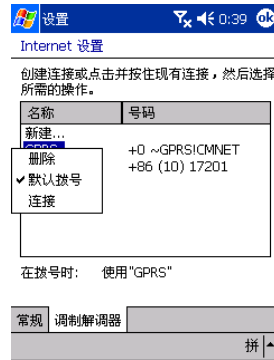 设置 0:39 ok
Internet 设置
创建连接或点击并按住现有连接，然后选择
所需的操作。
名称 号码
新建...
GPRS +0 ~GPRS!CMNET
删除 +86 (10) 17201
默认拨号
连接
在拨号时: 使用"GPRS"
常规 调制解调器
拼